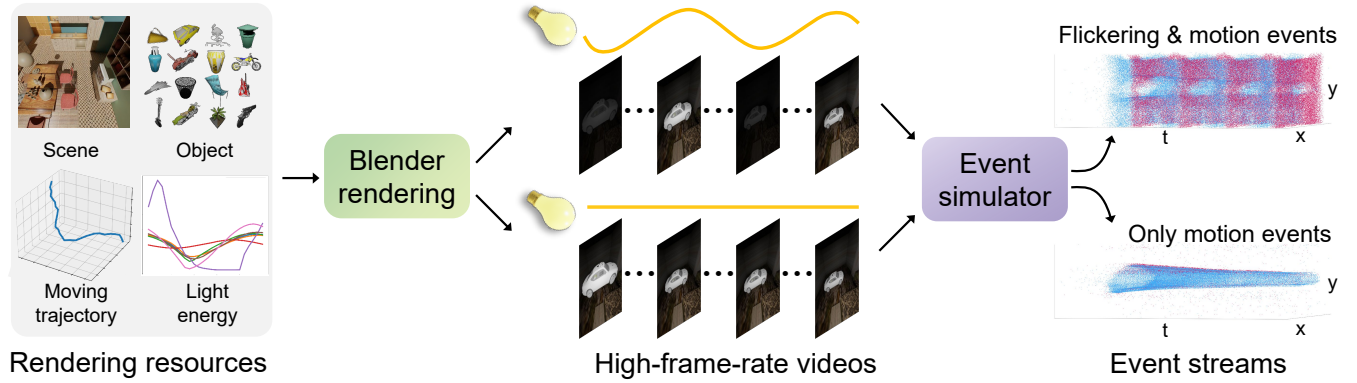 Scene
Object
Moving
trajectory
Light
energy
Rendering resources
Blender
rendering
High-frame-rate videos
Event
simulator
Flickering & motion events
y
t
x
Only motion events
y
t
x
Event streams